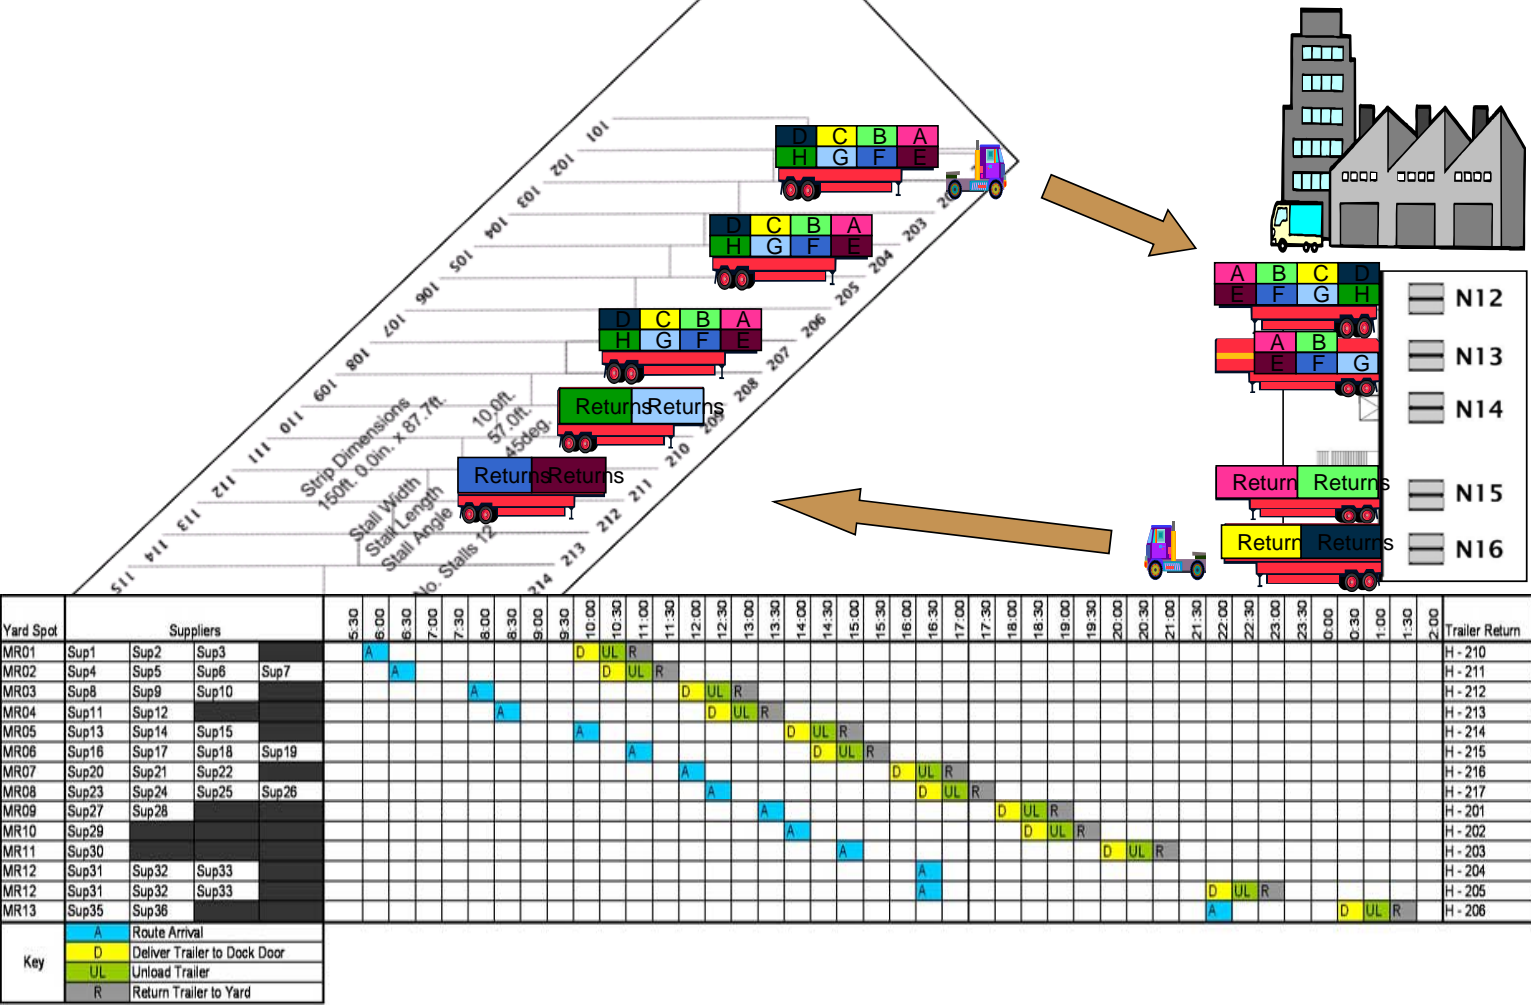 101
102
103
104
105
106
107
108
109
110
111
112
113
114
115
203
204
205
206
207
208
209
210
211
212
213
214
Strip Dimensions
150ft. 0.0in. x 87.7ft.
Stall Width 10.0ft.
Stall Length 57.0ft.
Stall Angle 45deg.
No. Stalls 12
D C B A
H G F E
D C B A
H G F E
D C B A
H G F E
Returns Returns
Returns Returns
A B C D
E F G H
N12
A B
E F G
N13
N14
Return Returns
N15
Return Returns
N16
Yard Spot Suppliers 5:30 6:00 6:30 7:00 7:30 8:00 8:30 9:00 9:30 10:00 10:30 11:00 11:30 12:00 12:30 13:00 13:30 14:00 14:30 15:00 15:30 16:00 16:30 17:00 17:30 18:00 18:30 19:00 19:30 20:00 20:30 21:00 21:30 22:00 22:30 23:00 23:30 0:00 0:30 1:00 1:30 2:00 Trailer Return
MR01 Sup1 Sup2 Sup3 A D UL R H - 210
MR02 Sup4 Sup5 Sup6 Sup7 A D UL R H - 211
MR03 Sup8 Sup9 Sup10 A D UL R H - 212
MR04 Sup11 Sup12 A D UL R H - 213
MR05 Sup13 Sup14 Sup15 A D UL R H - 214
MR06 Sup16 Sup17 Sup18 Sup19 A D UL R H - 215
MR07 Sup20 Sup21 Sup22 A D UL R H - 216
MR08 Sup23 Sup24 Sup25 Sup26 A D UL R H - 217
MR09 Sup27 Sup28 A D UL R H - 201
MR10 Sup29 A D UL R H - 202
MR11 Sup30 A D UL R H - 203
MR12 Sup31 Sup32 Sup33 A H - 204
MR12 Sup31 Sup32 Sup33 A D UL R H - 205
MR13 Sup35 Sup36 A D UL R H - 206
Key
A Route Arrival
D Deliver Trailer to Dock Door
UL Unload Trailer
R Return Trailer to Yard